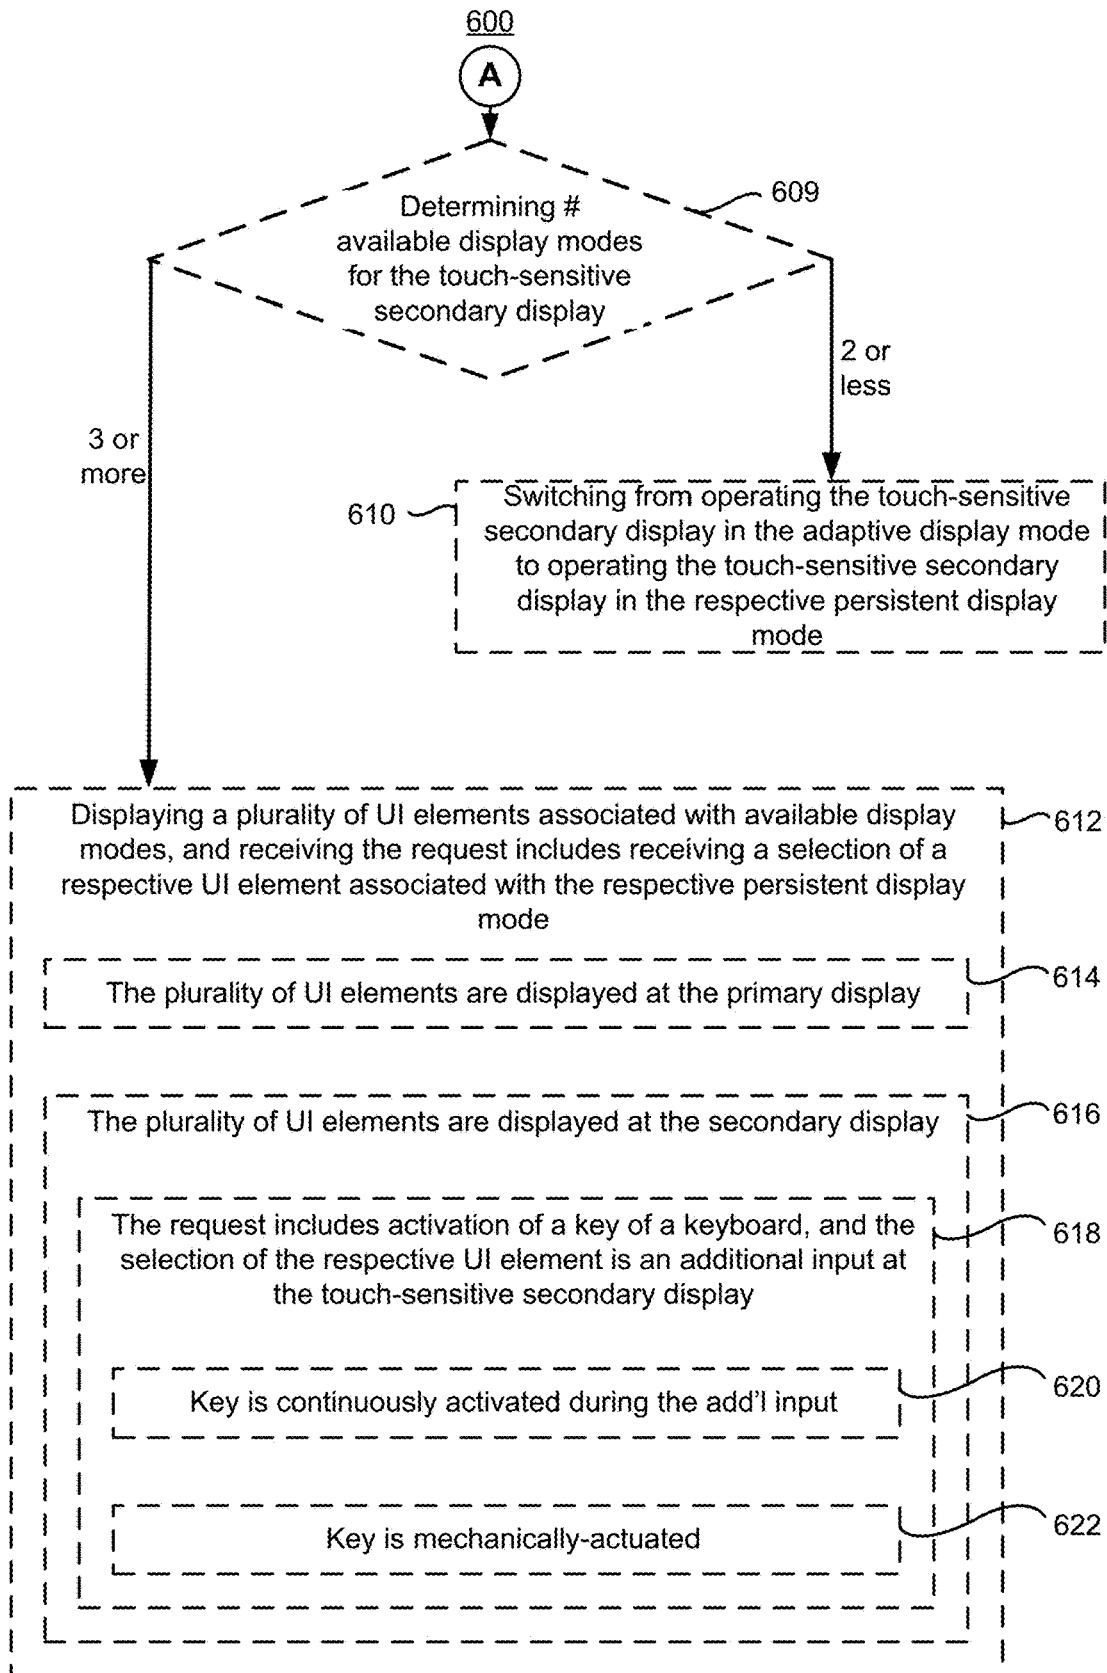 600
A
Determining #
available display modes
for the touch-sensitive
secondary display
609
2 or
less
3 or
more
610
Switching from operating the touch-sensitive
secondary display in the adaptive display mode
to operating the touch-sensitive secondary
display in the respective persistent display
mode
Displaying a plurality of UI elements associated with available display
modes, and receiving the request includes receiving a selection of a
respective UI element associated with the respective persistent display
mode
612
The plurality of UI elements are displayed at the primary display
614
The plurality of UI elements are displayed at the secondary display
616
The request includes activation of a key of a keyboard, and the
selection of the respective UI element is an additional input at
the touch-sensitive secondary display
618
Key is continuously activated during the add'l input
620
Key is mechanically-actuated
622